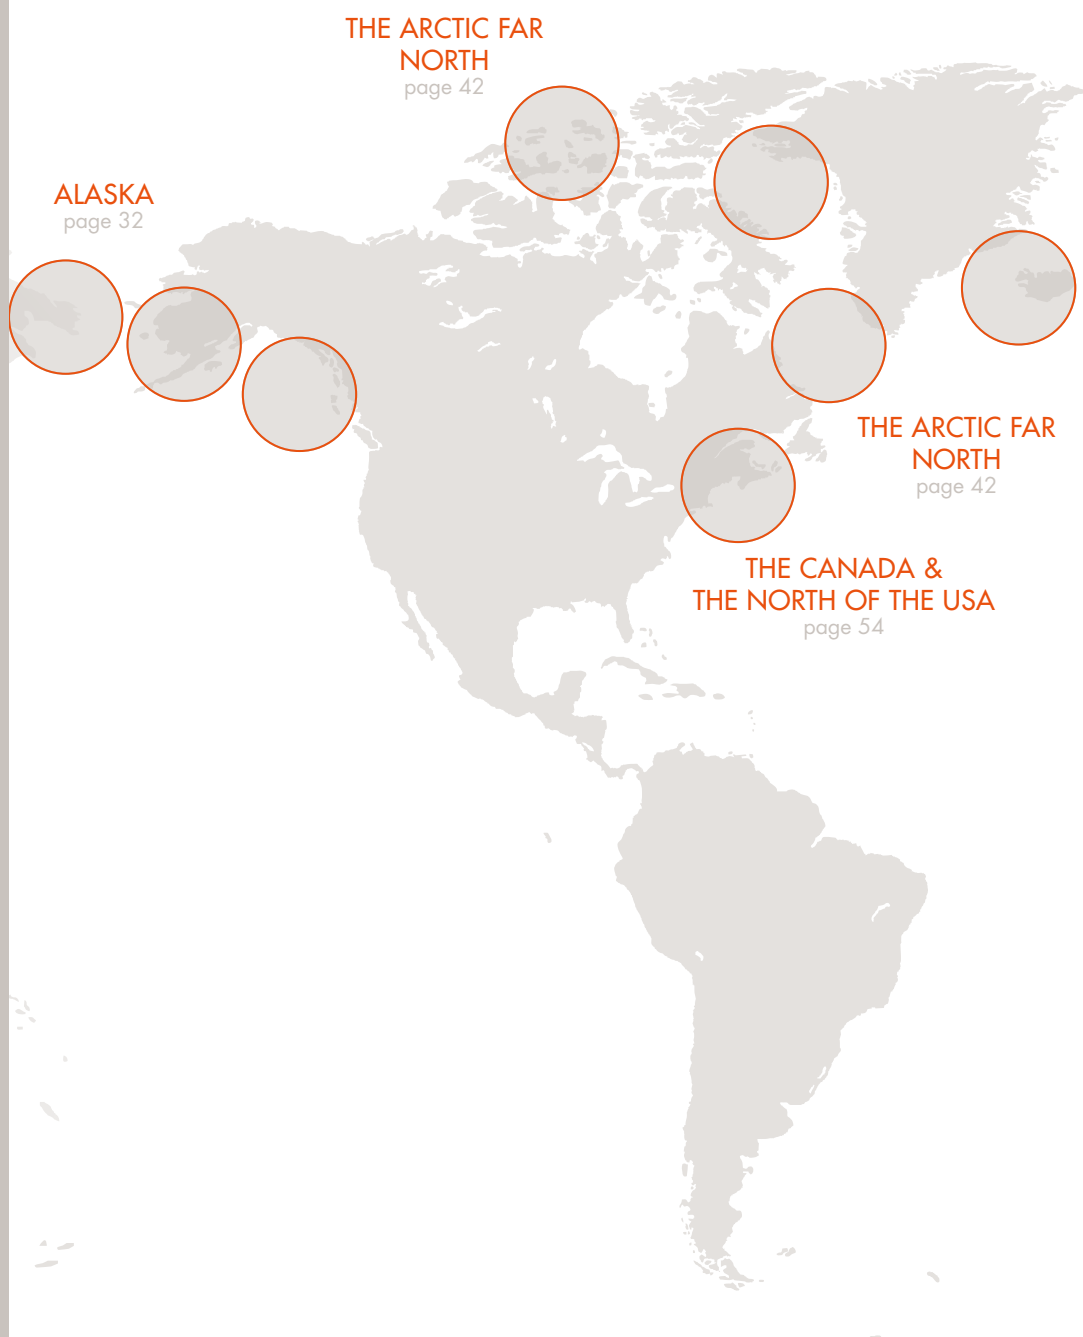 THE ARCTIC FAR
NORTH
page 42
ALASKA
page 32
THE ARCTIC FAR
NORTH
page 42
THE CANADA &
THE NORTH OF THE USA
page 54